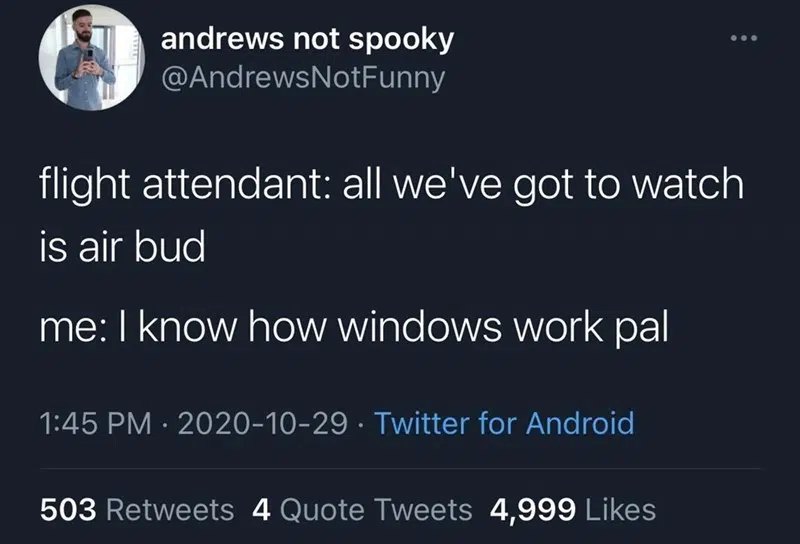 andrews not spooky
@AndrewsNotFunny
flight attendant: all we've got to watch
is air bud
me: I know how windows work pal
1:45 PM · 2020-10-29 · Twitter for Android
503 Retweets 4 Quote Tweets 4,999 Likes